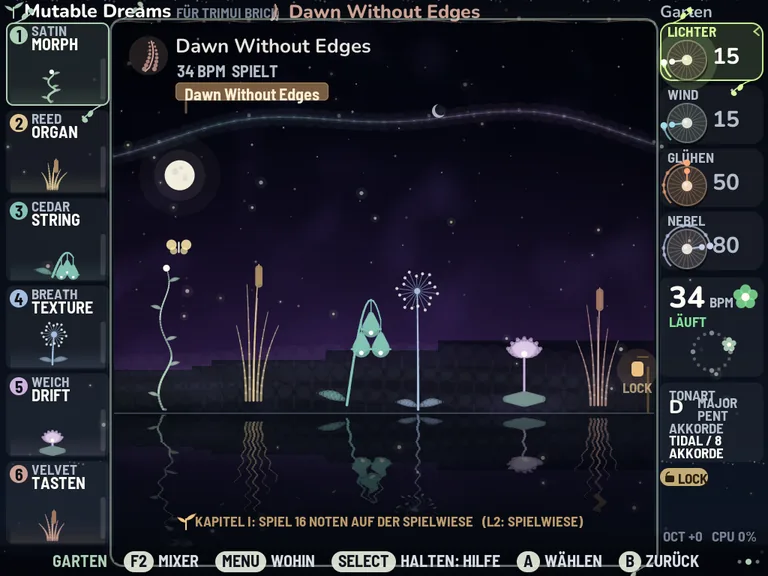 Mutable Dreams FÜR TRIMUI BRICK Dawn Without Edges Garten
1 SATIN
MORPH
2 REED
ORGAN
3 CEDAR
STRING
4 BREATH
TEXTURE
5 WEICH
DRIFT
6 VELVET
TASTEN
Dawn Without Edges
34 BPM SPIELT
Dawn Without Edges
LOCK
KAPITEL I: SPIEL 16 NOTEN AUF DER SPIELWIESE (L2: SPIELWIESE)
LICHTER
15
WIND
15
GLÜHEN
50
NEBEL
80
34 BPM
LÄUFT
TONART
D MAJOR
PENT
AKKORDE
TIDAL / 8
AKKORDE
LOCK
OCT +0 CPU 0%
GARTEN F2 MIXER MENU WOHIN SELECT HALTEN: HILFE A WÄHLEN B ZURÜCK